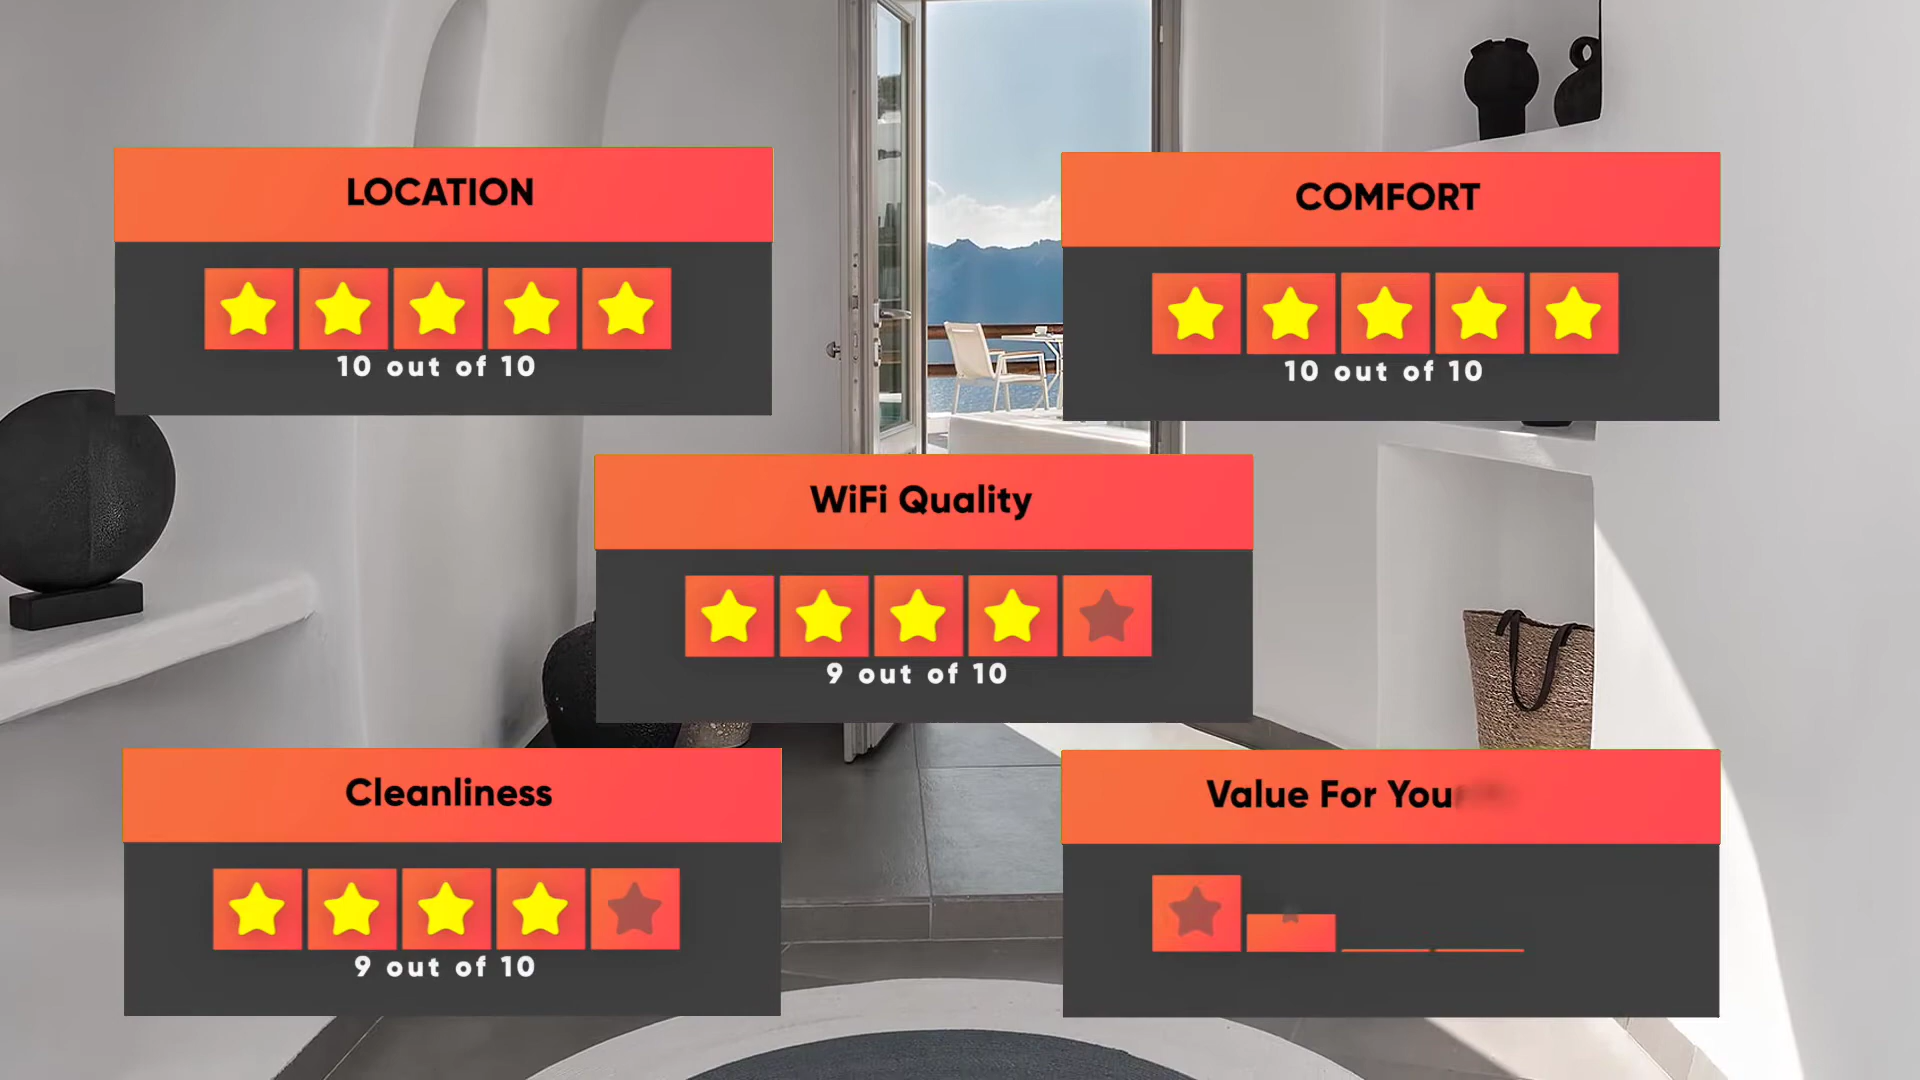 LOCATION
10 out of 10
COMFORT
10 out of 10
WiFi Quality
9 out of 10
Cleanliness
9 out of 10
Value For You